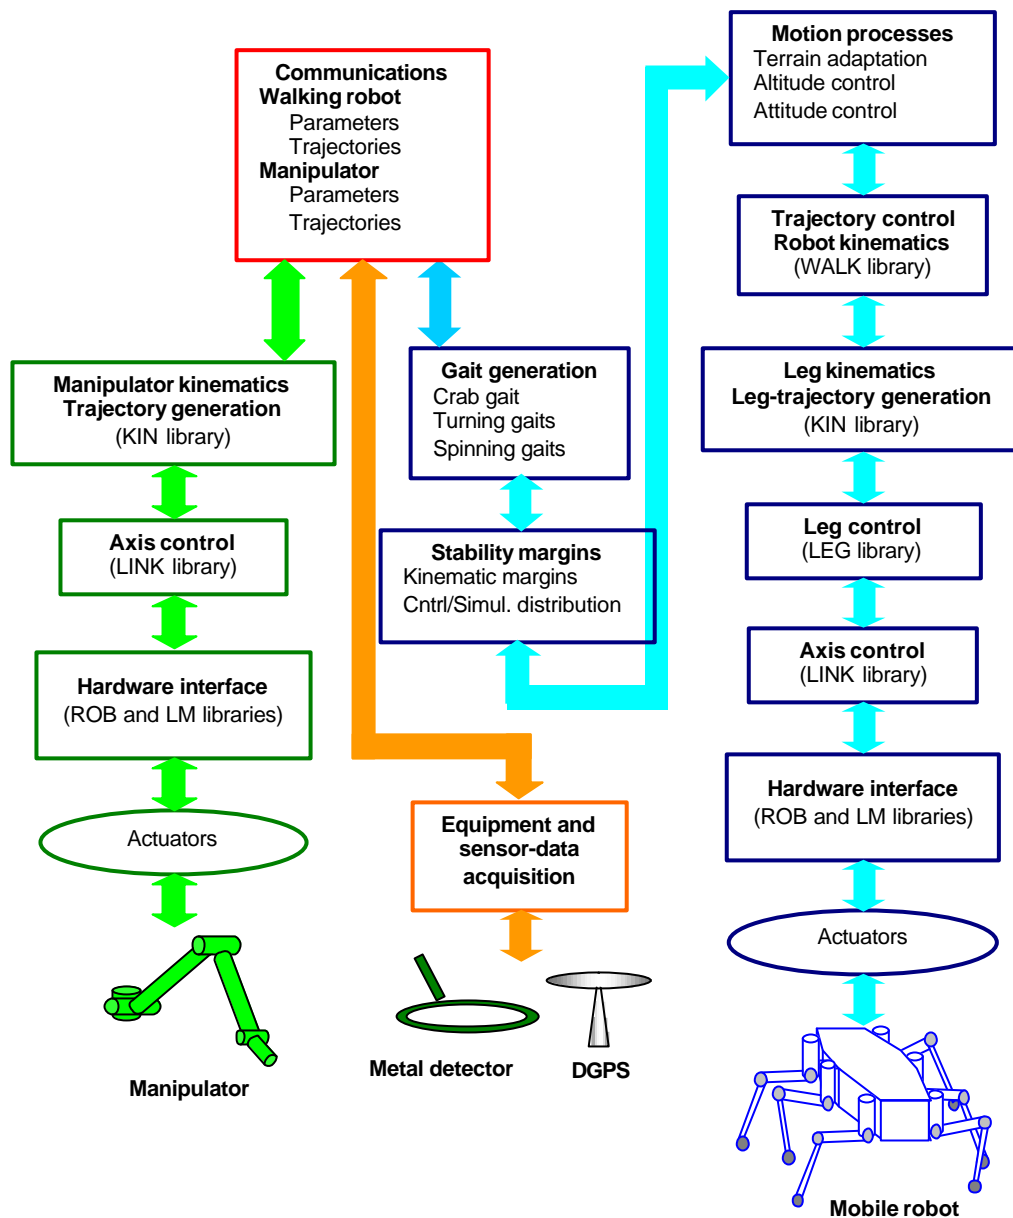 Communications
Walking robot
Parameters
Trajectories
Manipulator
Parameters
Trajectories
Manipulator kinematics
Trajectory generation
(KIN library)
Axis control
(LINK library)
Hardware interface
(ROB and LM libraries)
Actuators
Manipulator
Gait generation
Crab gait
Turning gaits
Spinning gaits
Stability margins
Kinematic margins
Cntrl/Simul. distribution
Equipment and
sensor-data
acquisition
Metal detector
DGPS
Motion processes
Terrain adaptation
Altitude control
Attitude control
Trajectory control
Robot kinematics
(WALK library)
Leg kinematics
Leg-trajectory generation
(KIN library)
Leg control
(LEG library)
Axis control
(LINK library)
Hardware interface
(ROB and LM libraries)
Actuators
Mobile robot